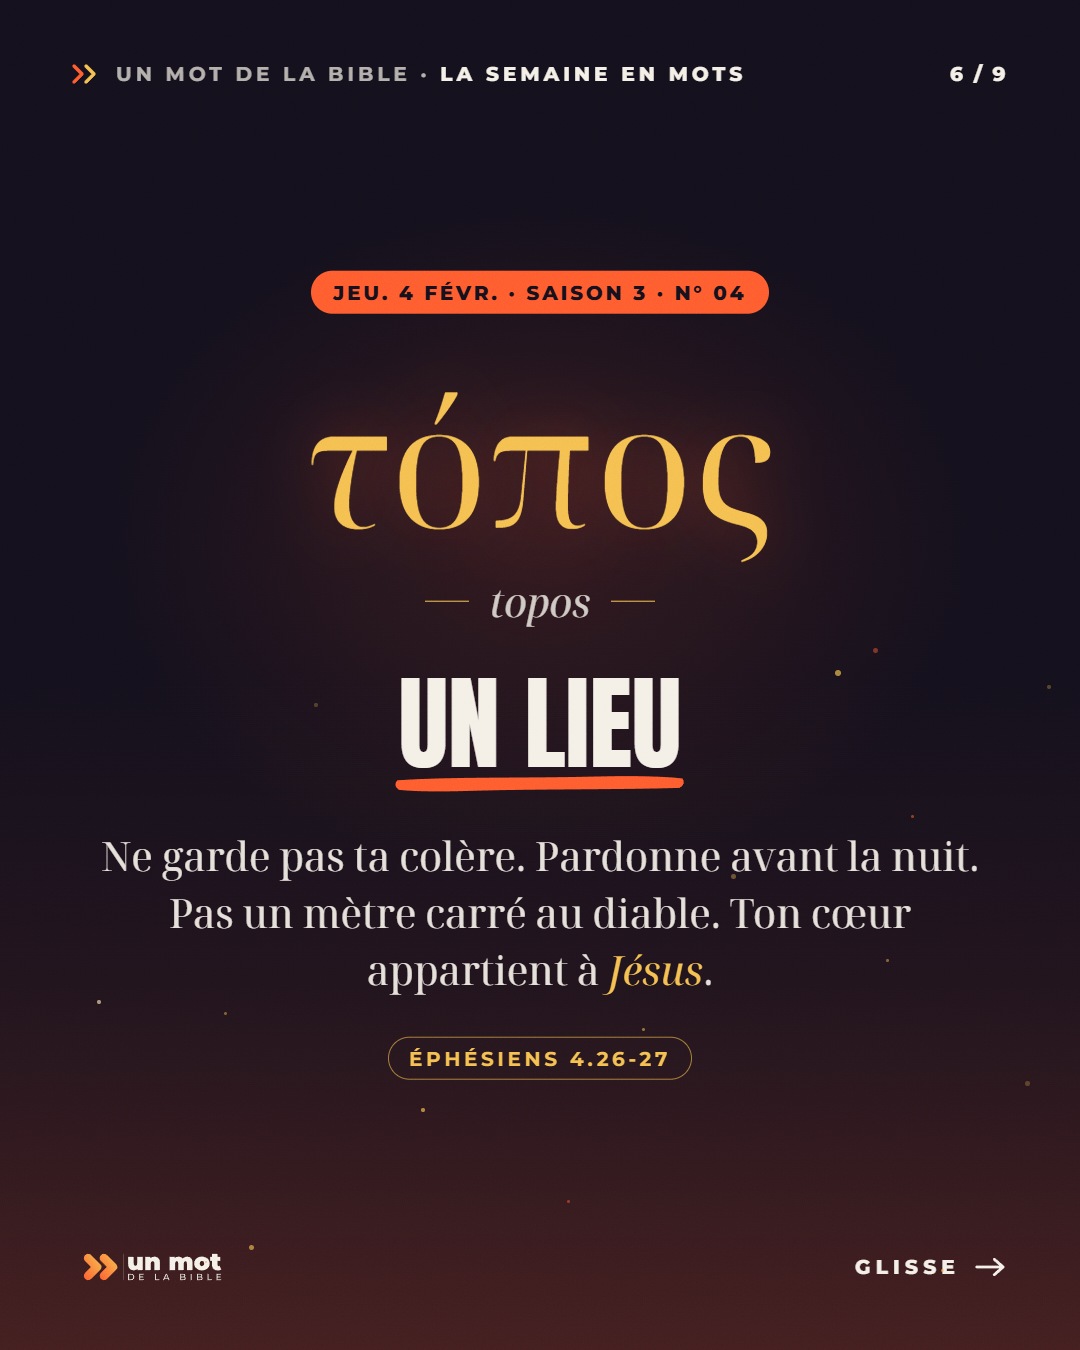 UN MOT DE LA BIBLE · LA SEMAINE EN MOTS
6 / 9
JEU. 4 FÉVR. · SAISON 3 · N° 04
τόπος
topos
UN LIEU
Ne garde pas ta colère. Pardonne avant la nuit.
Pas un mètre carré au diable. Ton cœur
appartient à Jésus.
ÉPHÉSIENS 4.26-27
un mot
DE LA BIBLE
GLISSE →